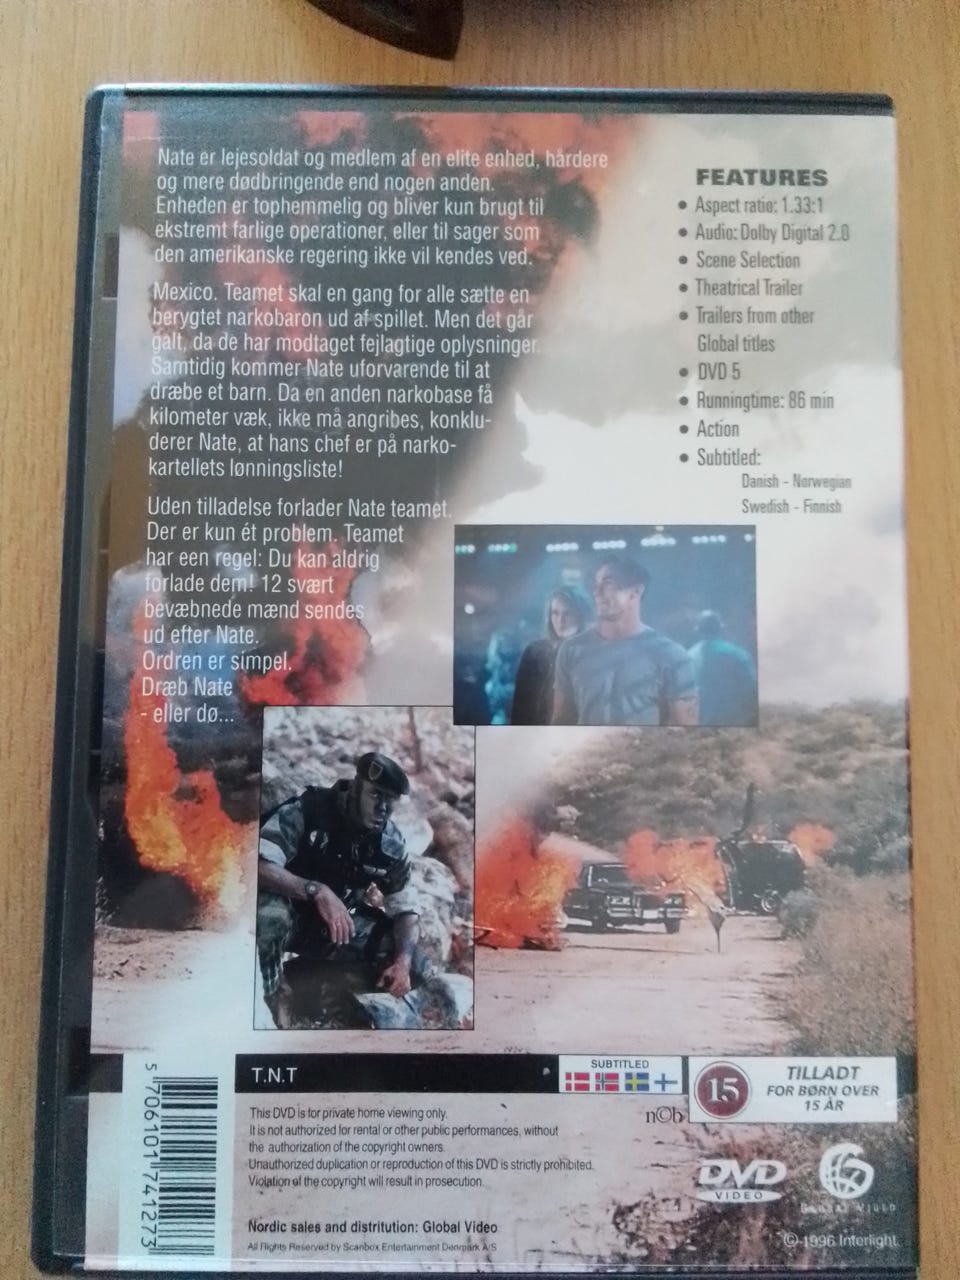 Nate er lejesoldat og medlem af en elite enhed, hårdere
og mere dødbringende end nogen anden.
Enheden er tophemmelig og bliver kun brugt til
ekstremt farlige operationer, eller til sager som
den amerikanske regering ikke vil kendes ved.
Mexico. Teamet skal en gang for alle sætte en
berygtet narkobaron ud af spillet. Men det går
galt, da de har modtaget fejlagtige oplysninger.
Samtidig kommer Nate uforvarende til at
dræbe et barn. Da en anden narkobase få
kilometer væk, ikke må angribes, konklu-
derer Nate, at hans chef er på narko-
kartellets lønningsliste!
Uden tilladelse forlader Nate teamet.
Der er kun ét problem. Teamet
har een regel: Du kan aldrig
forlade dem! 12 svært
bevæbnede mænd sendes
ud efter Nate.
Ordren er simpel.
Dræb Nate
- eller dø...
FEATURES
• Aspect ratio: 1.33:1
• Audio: Dolby Digital 2.0
• Scene Selection
• Theatrical Trailer
• Trailers from other
Global titles
• DVD 5
• Runningtime: 86 min
• Action
• Subtitled:
Danish - Norwegian
Swedish - Finnish
T.N.T
SUBTITLED
15
TILLADT
FOR BØRN OVER
15 ÅR
n©b
This DVD is for private home viewing only.
It is not authorized for rental or other public performances, without
the authorization of the copyright owners.
Unauthorized duplication or reproduction of this DVD is strictly prohibited.
Violation of the copyright will result in prosecution.
Nordic sales and distritution: Global Video
All Rights Reserved by Scanbox Entertainment Denmark A/S
DVD
VIDEO
GLOBAL VIDEO
© 1996 Interlight
5 706101 741273